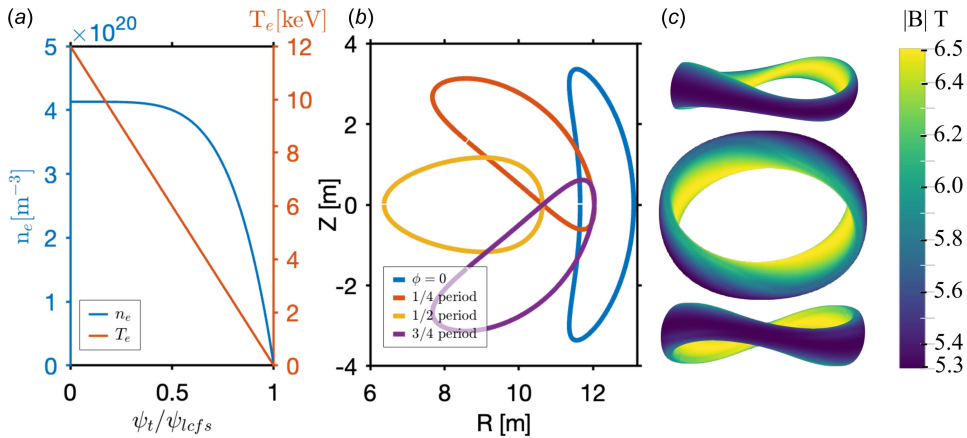 (a)
×10^20
T_e[keV]
5
4
3
2
1
0
n_e[m^−3]
12
10
8
6
4
2
0
n_e
T_e
0
0.5
1
ψ_t/ψ_lcfs
(b)
4
2
0
-2
-4
Z [m]
ϕ = 0
1/4 period
1/2 period
3/4 period
6
8
10
12
R [m]
(c)
|B| T
6.5
6.4
6.2
6.0
5.8
5.6
5.4
5.3